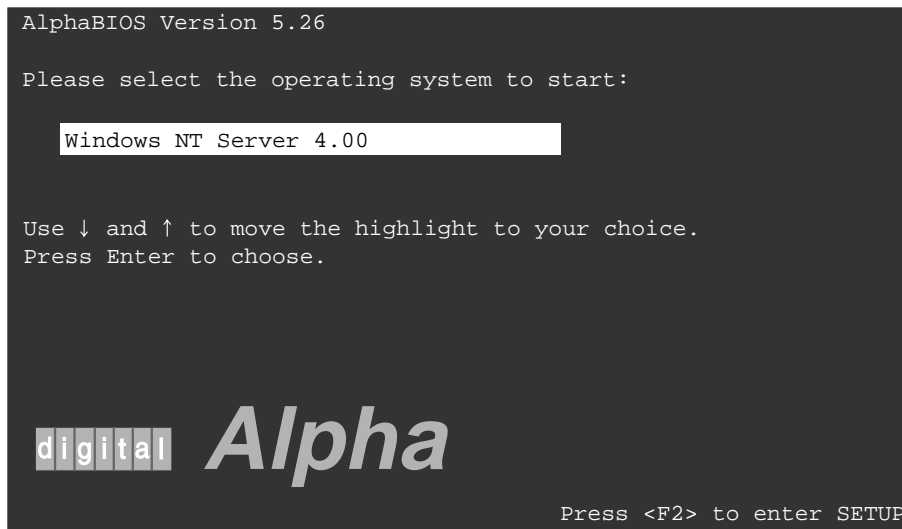 AlphaBIOS Version 5.26
Please select the operating system to start:
Windows NT Server 4.00
Use ↓ and ↑ to move the highlight to your choice.
Press Enter to choose.
digital Alpha
Press <F2> to enter SETUP